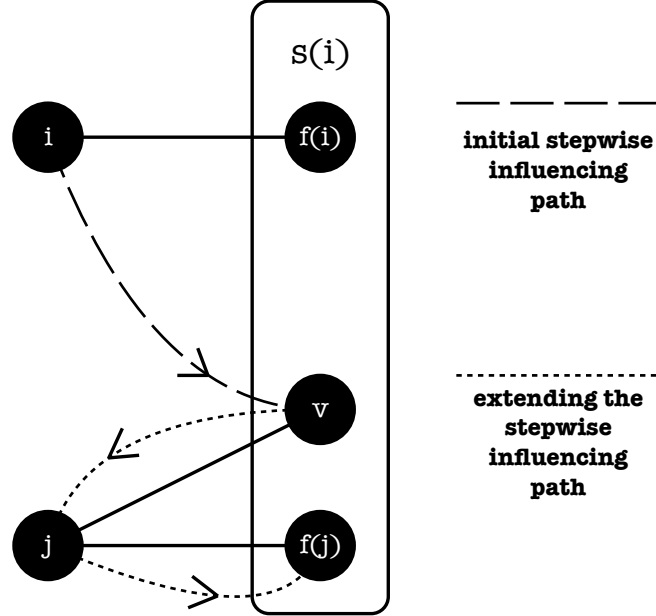 s(i)
i
f(i)
v
j
f(j)
initial stepwise
influencing
path
extending the
stepwise
influencing
path